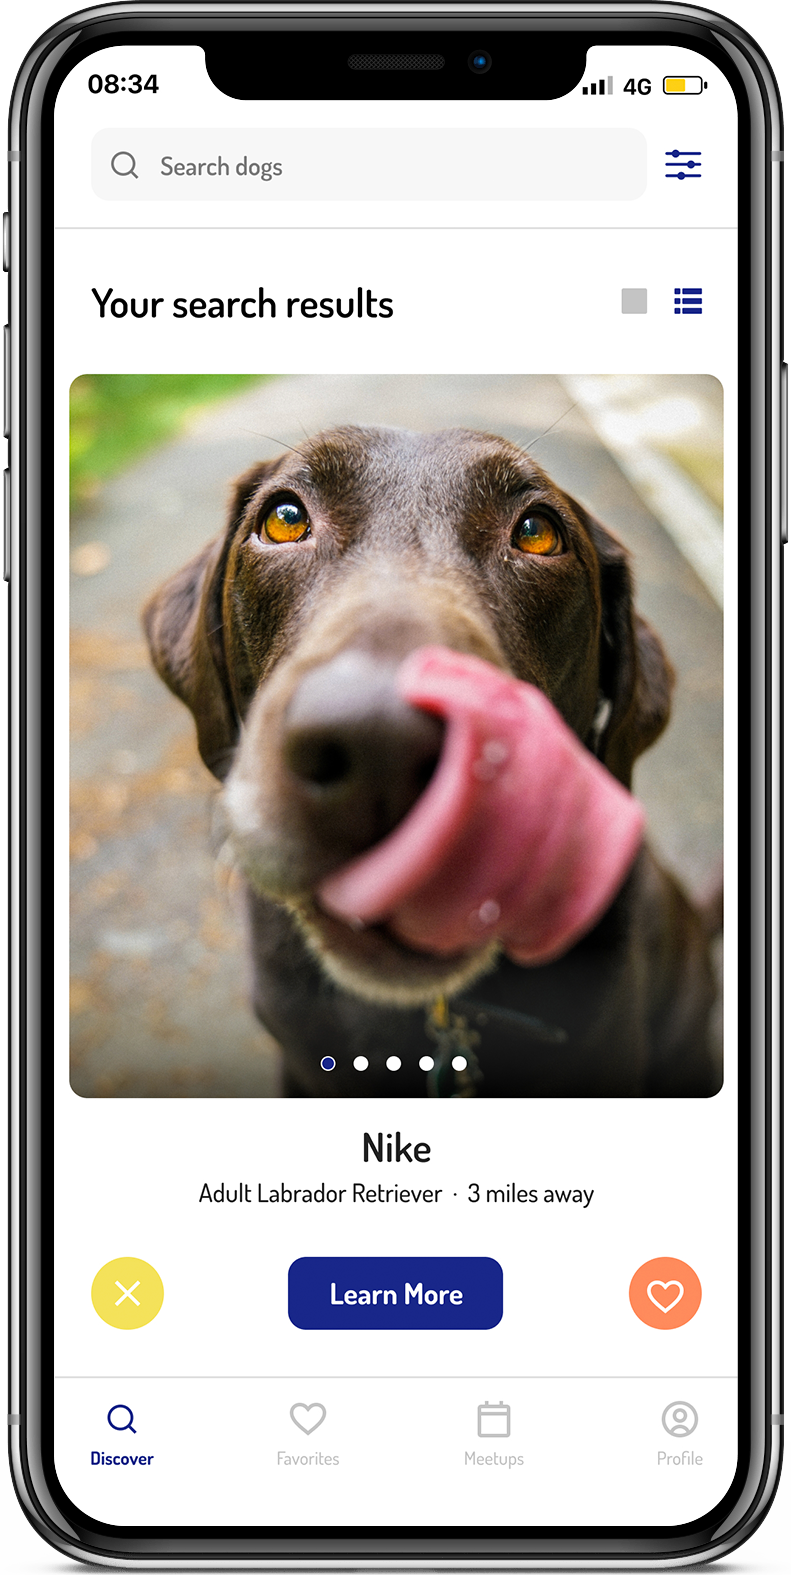 08:34
4G
Search dogs
Your search results
Nike
Adult Labrador Retriever · 3 miles away
Learn More
Discover
Favorites
Meetups
Profile